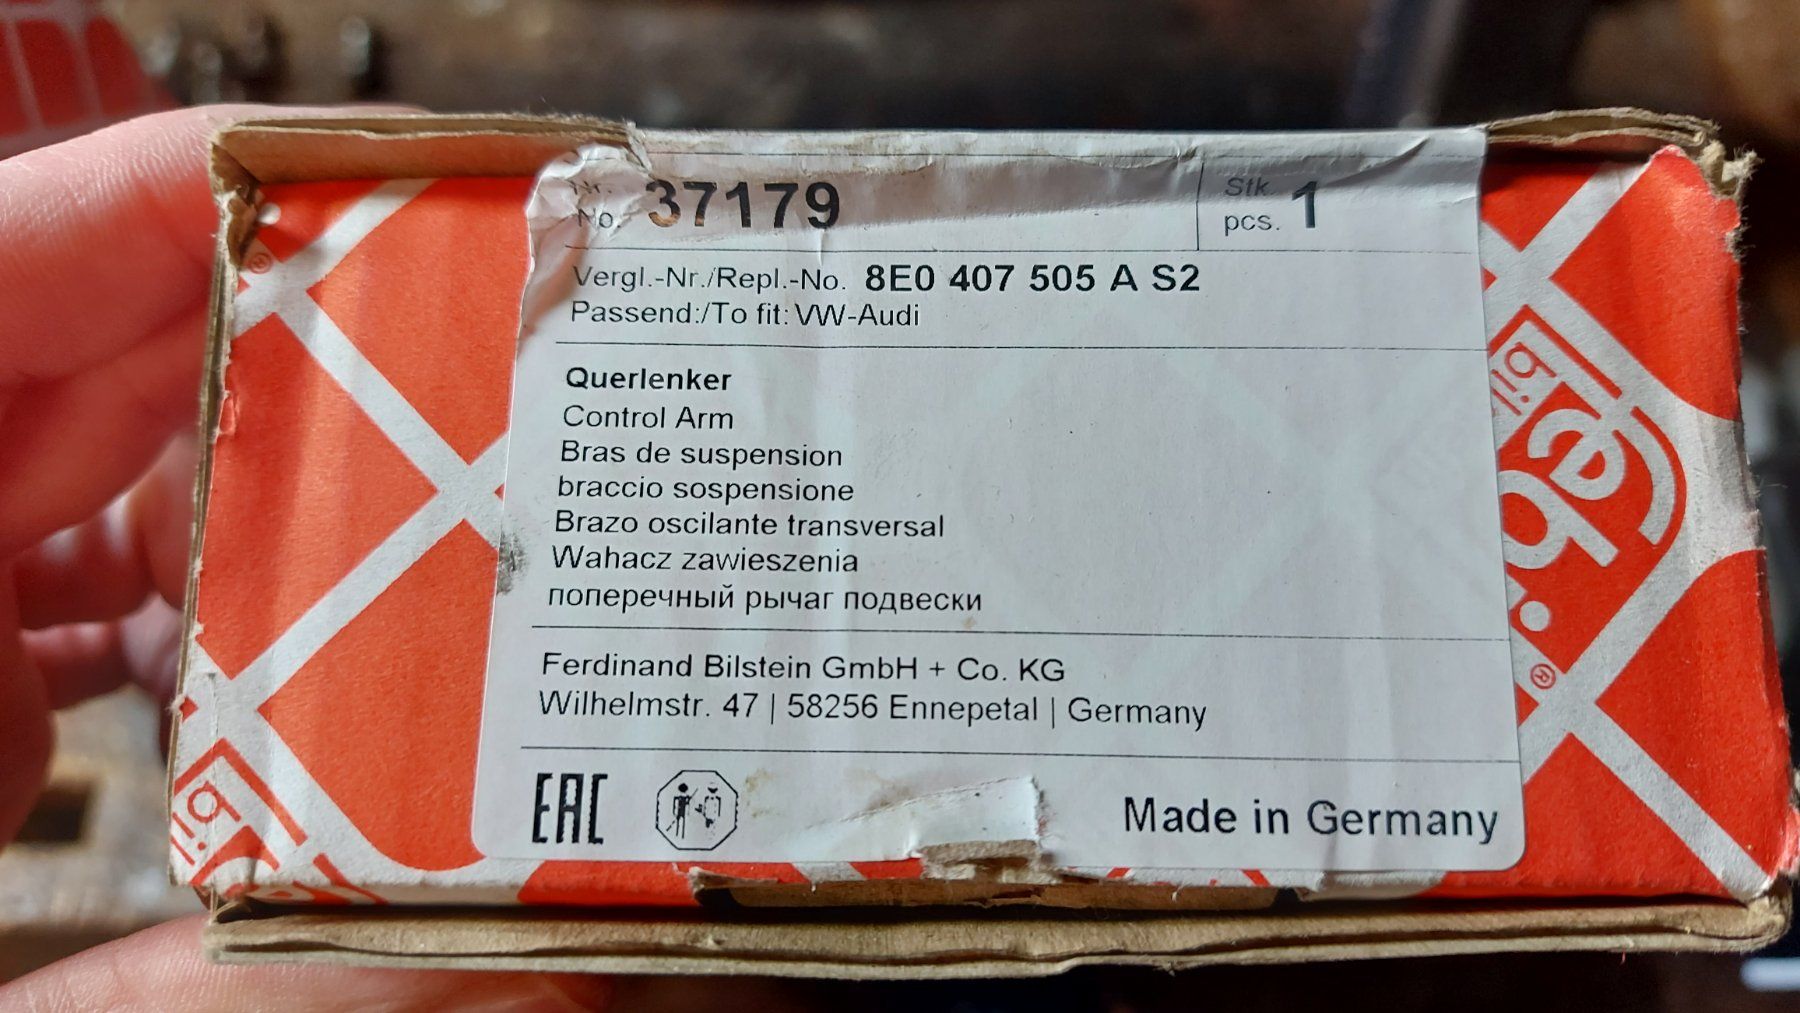 Nr. 37179 Stk. 1
No. pcs.
Vergl.-Nr./Repl.-No. 8E0 407 505 A S2
Passend:/To fit: VW-Audi
Querlenker
Control Arm
Bras de suspension
braccio sospensione
Brazo oscilante transversal
Wahacz zawieszenia
поперечный рычаг подвески
Ferdinand Bilstein GmbH + Co. KG
Wilhelmstr. 47 | 58256 Ennepetal | Germany
EAC
Made in Germany